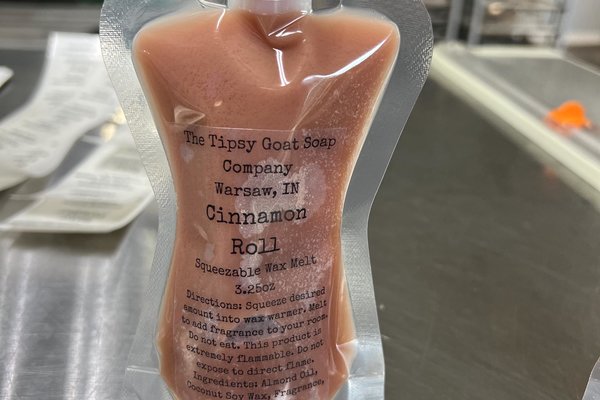 The Tipsy Goat Soap
Company
Warsaw, IN
Cinnamon
Roll
Squeezable Wax Melt
3.25oz
Directions: Squeeze desired
amount into wax warmer. Melt
to add fragrance to your room.
Do not eat. This product is
extremely flammable. Do not
expose to direct flame.
Ingredients: Almond Oil,
Coconut Soy Wax, Fragrance,